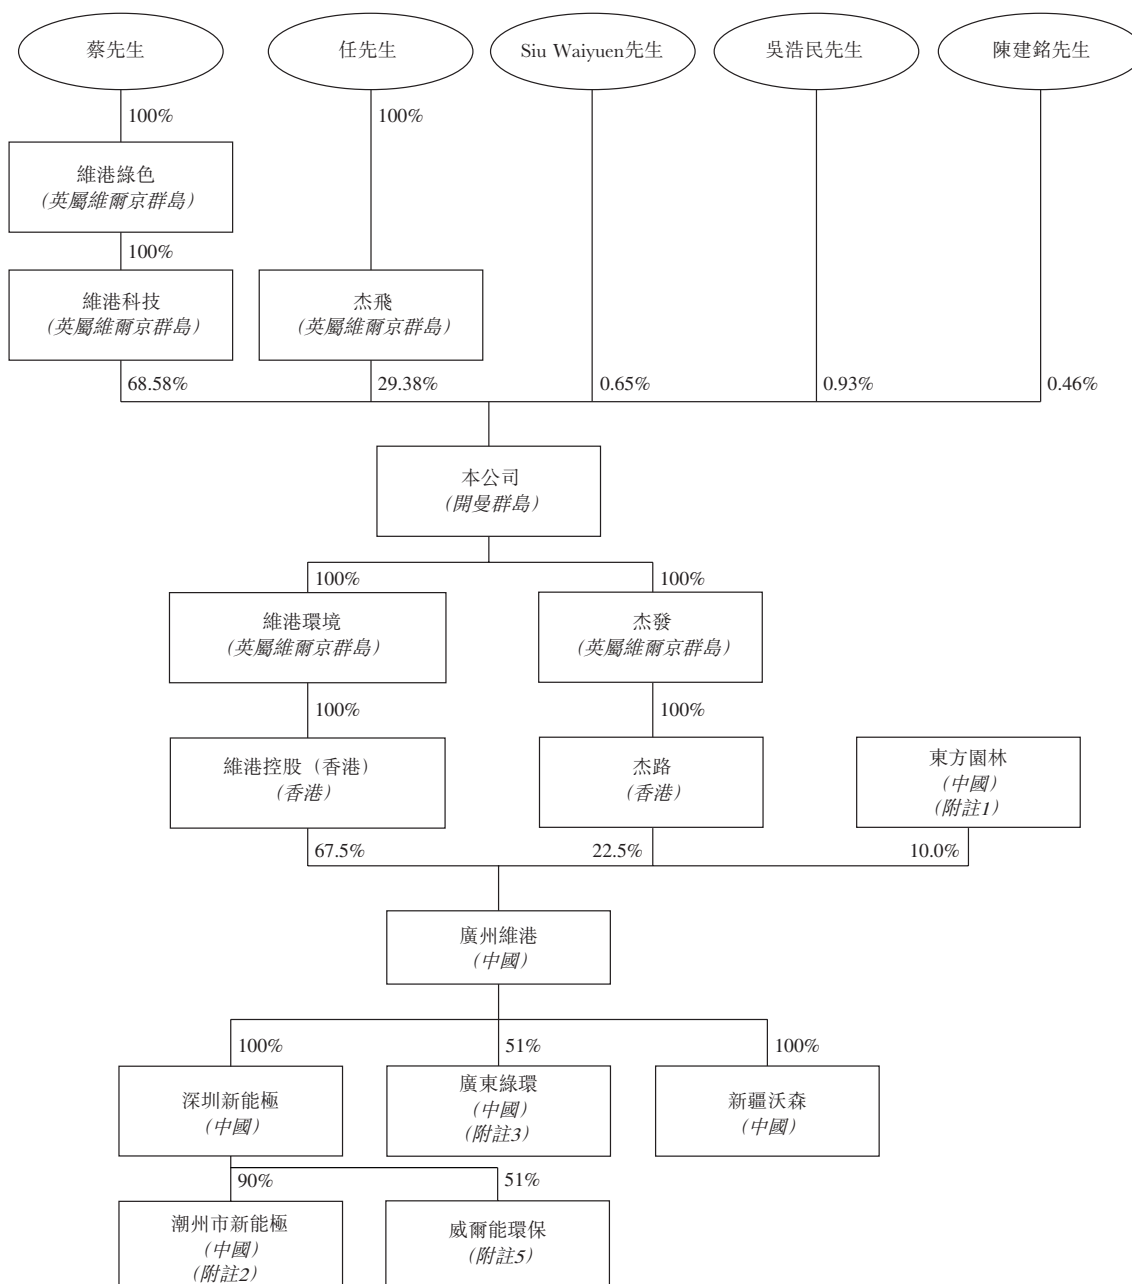 蔡先生
任先生
Siu Waiyuen先生
吳浩民先生
陳建銘先生
100%
100%
維港綠色
（英屬維爾京群島）
100%
維港科技
（英屬維爾京群島）
杰飛
（英屬維爾京群島）
68.58%
29.38%
0.65%
0.93%
0.46%
本公司
（開曼群島）
100%
100%
維港環境
（英屬維爾京群島）
杰發
（英屬維爾京群島）
100%
100%
維港控股（香港）
（香港）
杰路
（香港）
東方園林
（中國）
（附註1）
67.5%
22.5%
10.0%
廣州維港
（中國）
100%
51%
100%
深圳新能極
（中國）
廣東綠環
（中國）
（附註3）
新疆沃森
（中國）
90%
51%
潮州市新能極
（中國）
（附註2）
威爾能環保
（附註5）